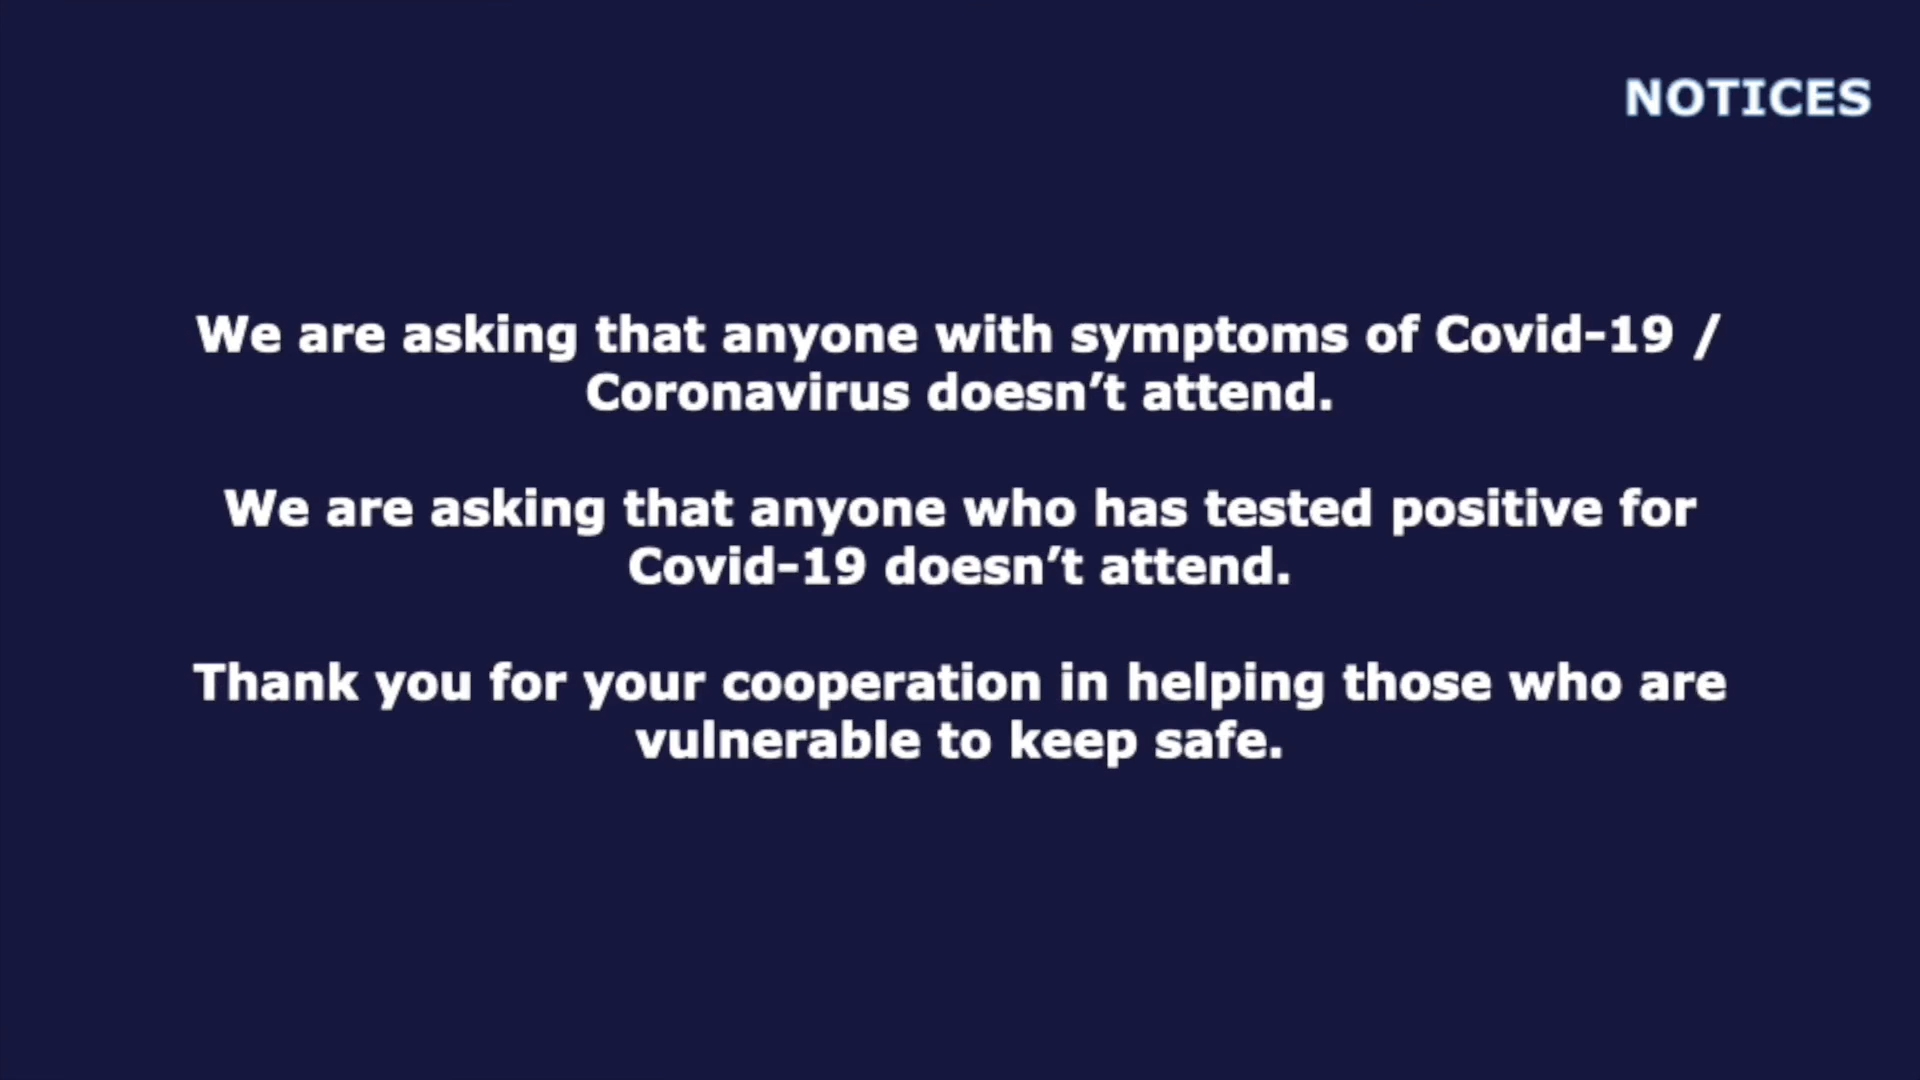 NOTICES
We are asking that anyone with symptoms of Covid-19 /
Coronavirus doesn’t attend.
We are asking that anyone who has tested positive for
Covid-19 doesn’t attend.
Thank you for your cooperation in helping those who are
vulnerable to keep safe.